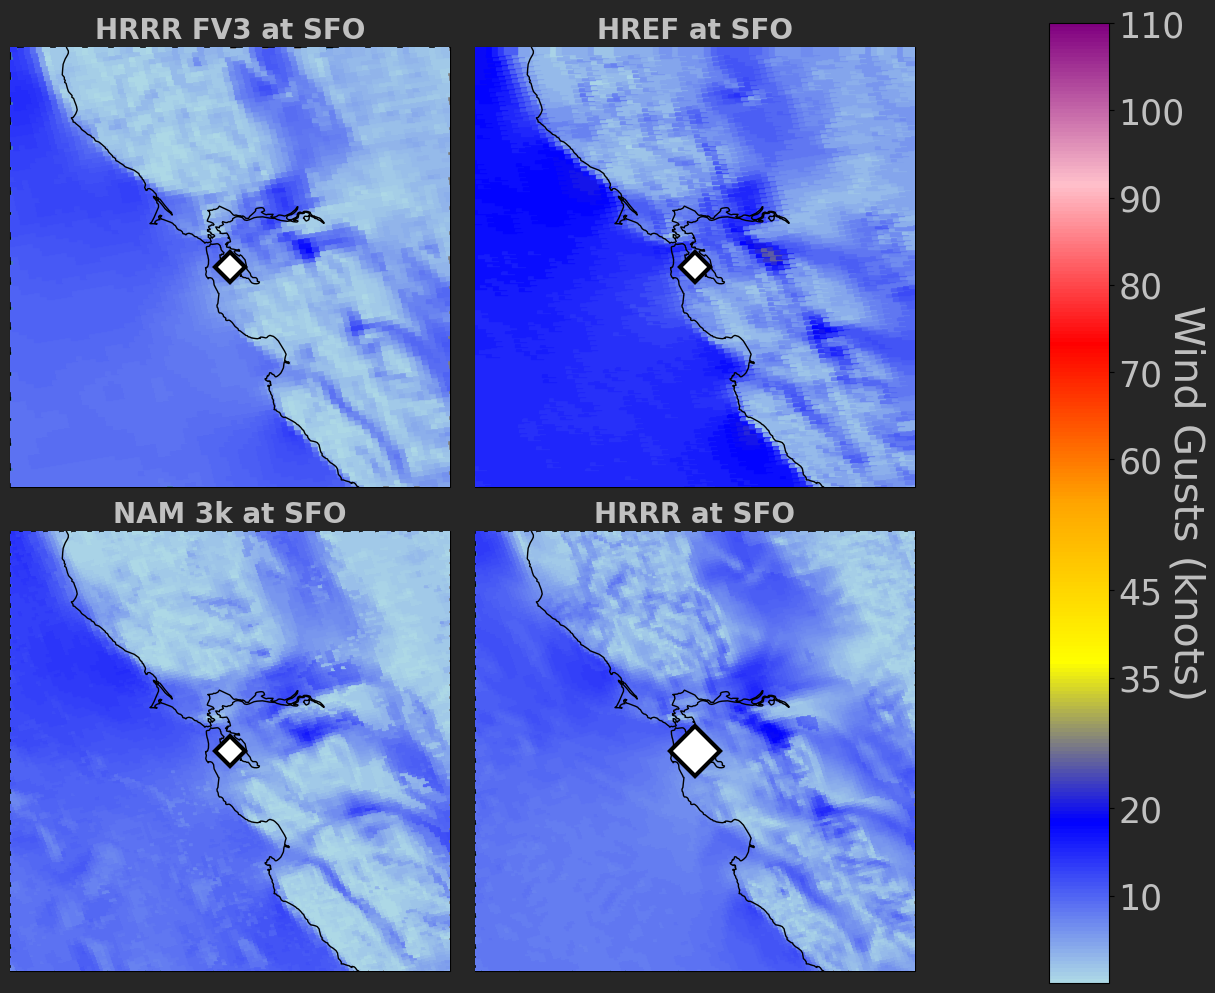 HRRR FV3 at SFO
HREF at SFO
NAM 3k at SFO
HRRR at SFO
110
100
90
80
70
60
45
35
20
10
Wind Gusts (knots)